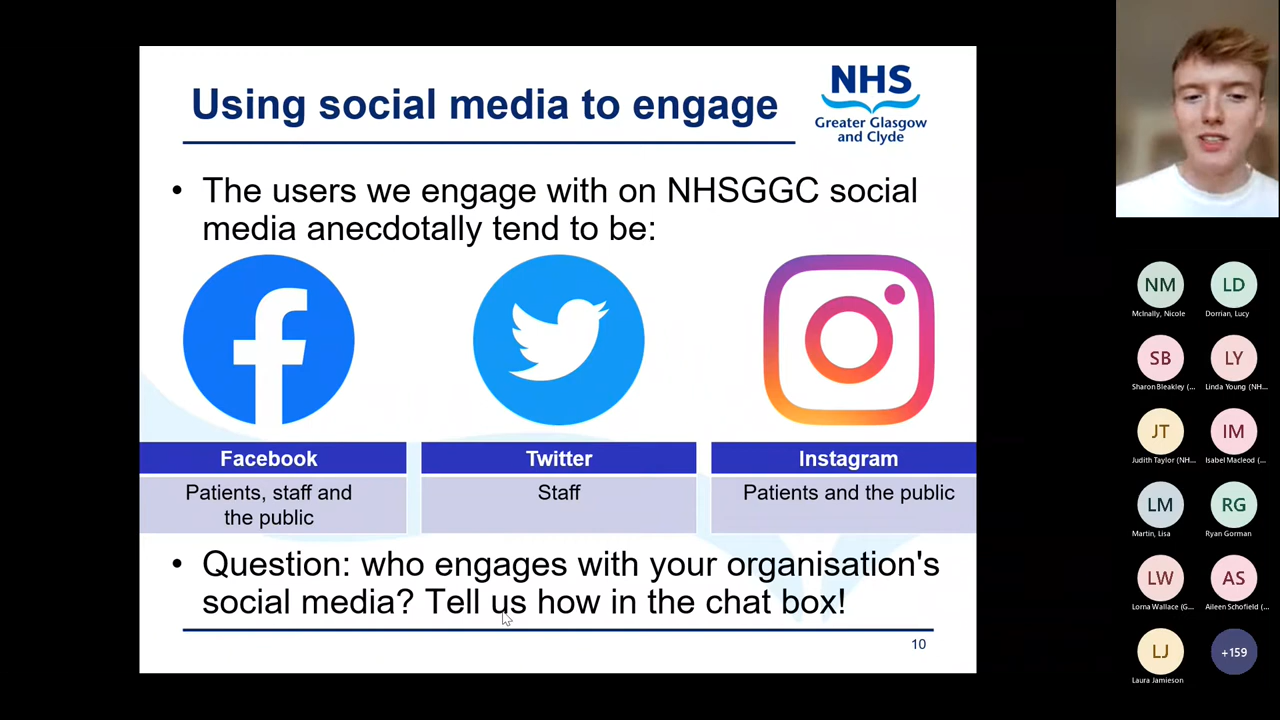 Using social media to engage
NHS
Greater Glasgow
and Clyde
• The users we engage with on NHSGGC social
media anecdotally tend to be:
Facebook
Twitter
Instagram
Patients, staff and
the public
Staff
Patients and the public
• Question: who engages with your organisation's
social media? Tell us how in the chat box!
10
NM
LD
McInally, Nicole
Dorrian, Lucy
SB
LY
Sharon Bleakley (...
Linda Young (NH...
JT
IM
Judith Taylor (NH...
Isabel Macleod (...
LM
RG
Martin, Lisa
Ryan Gorman
LW
AS
Lorna Wallace (G...
Aileen Schofield (...
LJ
+159
Laura Jamieson